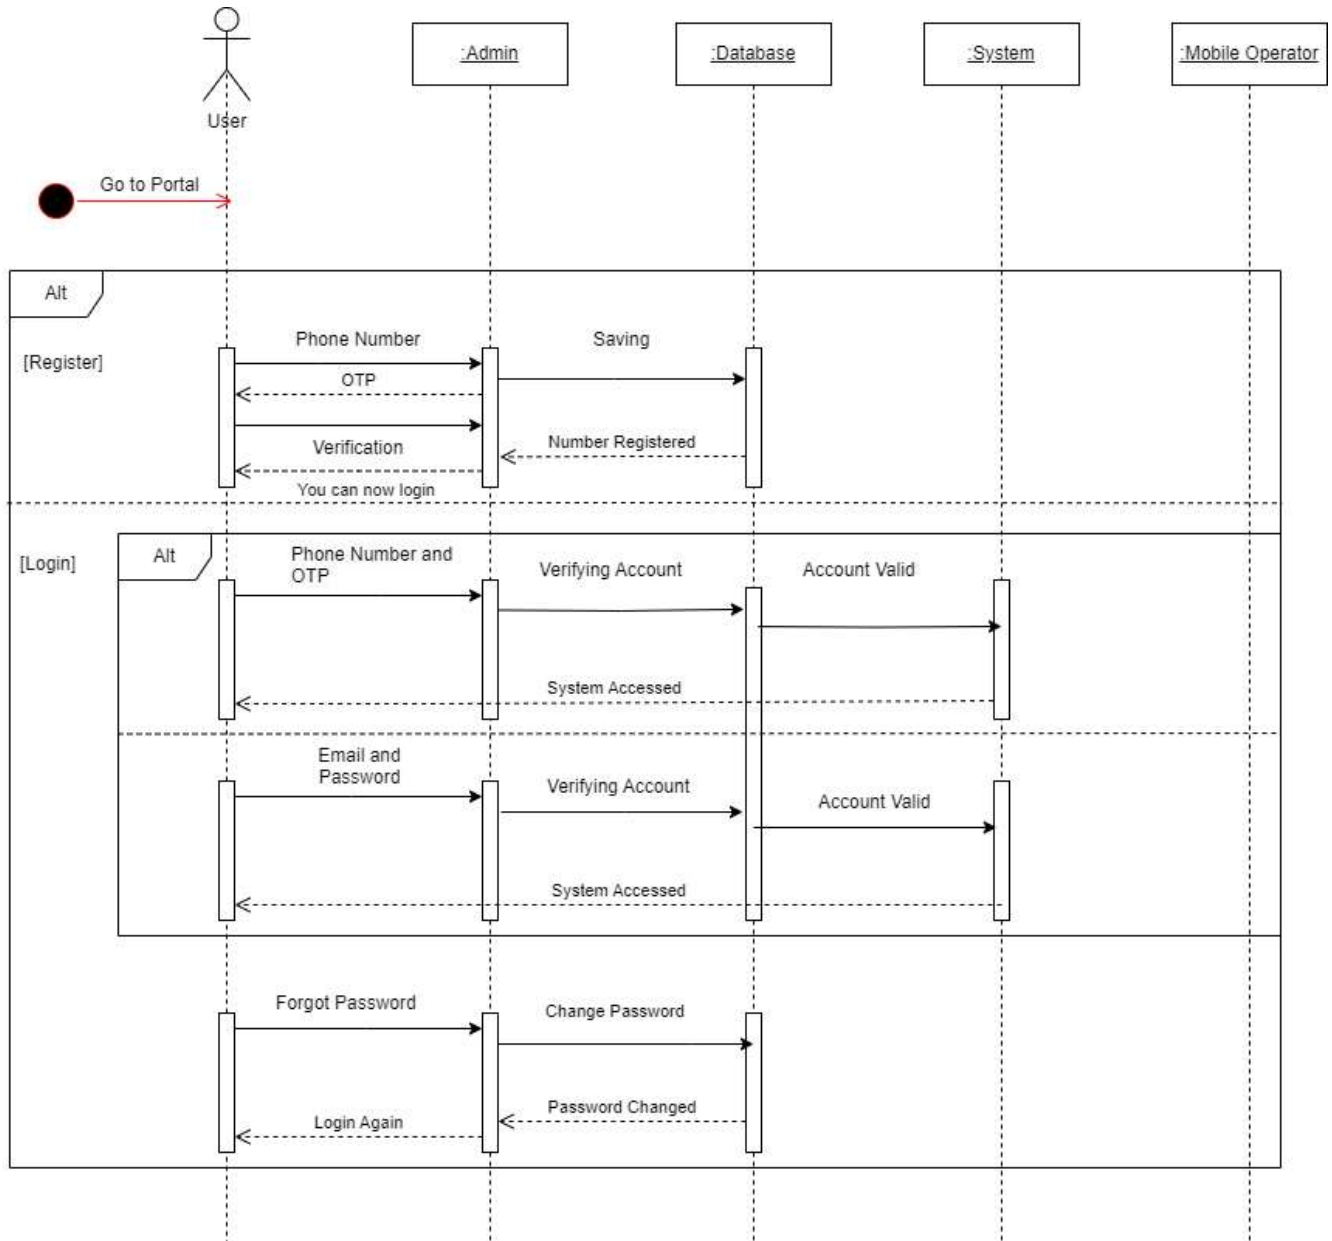 :Admin
:Database
:System
:Mobile Operator
User
Go to Portal
Alt
[Register]
Phone Number
Saving
OTP
Verification
Number Registered
You can now login
[Login]
Alt
Phone Number and
OTP
Verifying Account
Account Valid
System Accessed
Email and
Password
Verifying Account
Account Valid
System Accessed
Forgot Password
Change Password
Password Changed
Login Again